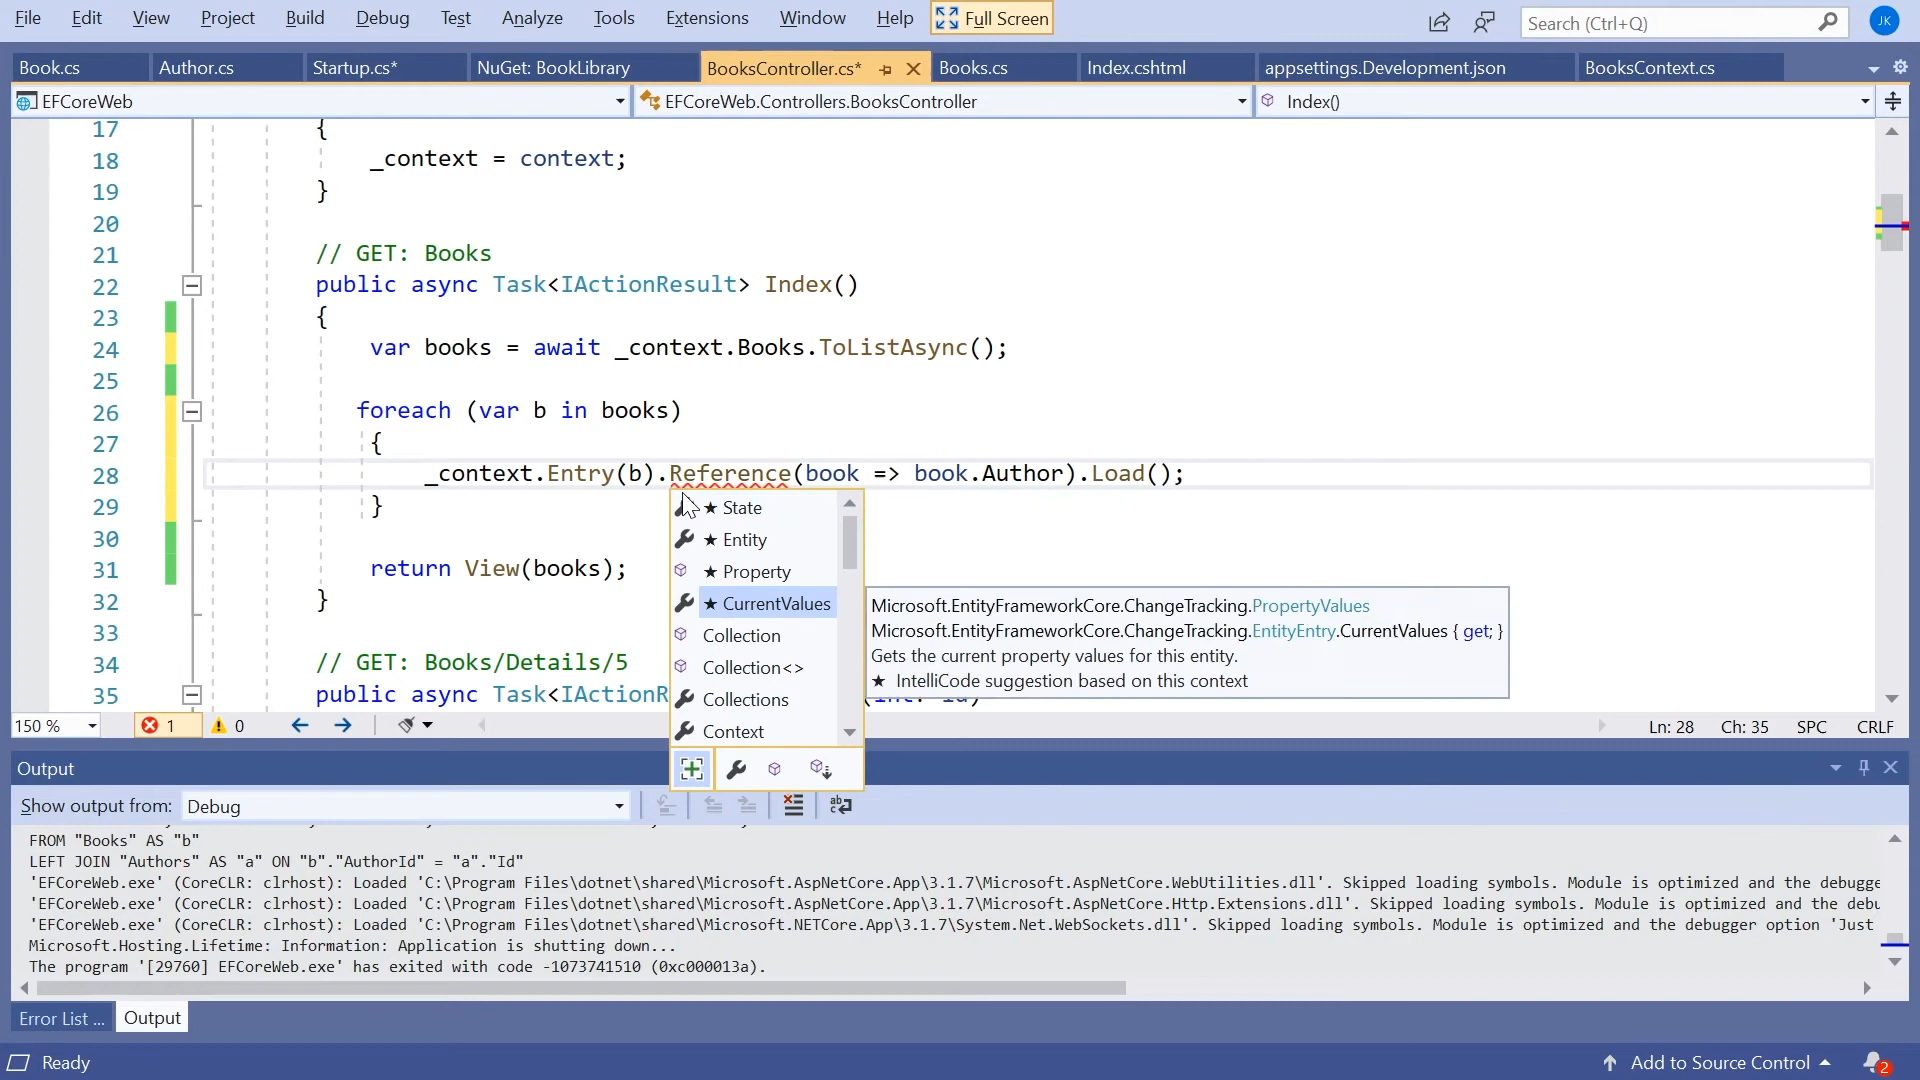 File Edit View Project Build Debug Test Analyze Tools Extensions Window Help Full Screen Search (Ctrl+Q) JK
Book.cs Author.cs Startup.cs* NuGet: BookLibrary BooksController.cs* Books.cs Index.cshtml appsettings.Development.json BooksContext.cs
EFCoreWeb EFCoreWeb.Controllers.BooksController Index()
17 {
18 _context = context;
19 }
20
21 // GET: Books
22 public async Task<IActionResult> Index()
23 {
24 var books = await _context.Books.ToListAsync();
25
26 foreach (var b in books)
27 {
28 _context.Entry(b).Reference(book => book.Author).Load();
29 }
30
31 return View(books);
32 }
33
34 // GET: Books/Details/5
35 public async Task<IActionR
★ State
★ Entity
★ Property
★ CurrentValues
Collection
Collection<>
Collections
Context
Microsoft.EntityFrameworkCore.ChangeTracking.PropertyValues
Microsoft.EntityFrameworkCore.ChangeTracking.EntityEntry.CurrentValues { get; }
Gets the current property values for this entity.
★ IntelliCode suggestion based on this context
150 % 1 0 Ln: 28 Ch: 35 SPC CRLF
Output
Show output from: Debug
FROM "Books" AS "b"
LEFT JOIN "Authors" AS "a" ON "b"."AuthorId" = "a"."Id"
'EFCoreWeb.exe' (CoreCLR: clrhost): Loaded 'C:\Program Files\dotnet\shared\Microsoft.AspNetCore.App\3.1.7\Microsoft.AspNetCore.WebUtilities.dll'. Skipped loading symbols. Module is optimized and the debugge
'EFCoreWeb.exe' (CoreCLR: clrhost): Loaded 'C:\Program Files\dotnet\shared\Microsoft.AspNetCore.App\3.1.7\Microsoft.AspNetCore.Http.Extensions.dll'. Skipped loading symbols. Module is optimized and the debu
'EFCoreWeb.exe' (CoreCLR: clrhost): Loaded 'C:\Program Files\dotnet\shared\Microsoft.NETCore.App\3.1.7\System.Net.WebSockets.dll'. Skipped loading symbols. Module is optimized and the debugger option 'Just
Microsoft.Hosting.Lifetime: Information: Application is shutting down...
The program '[29760] EFCoreWeb.exe' has exited with code -1073741510 (0xc000013a).
Error List ... Output
Ready Add to Source Control 2